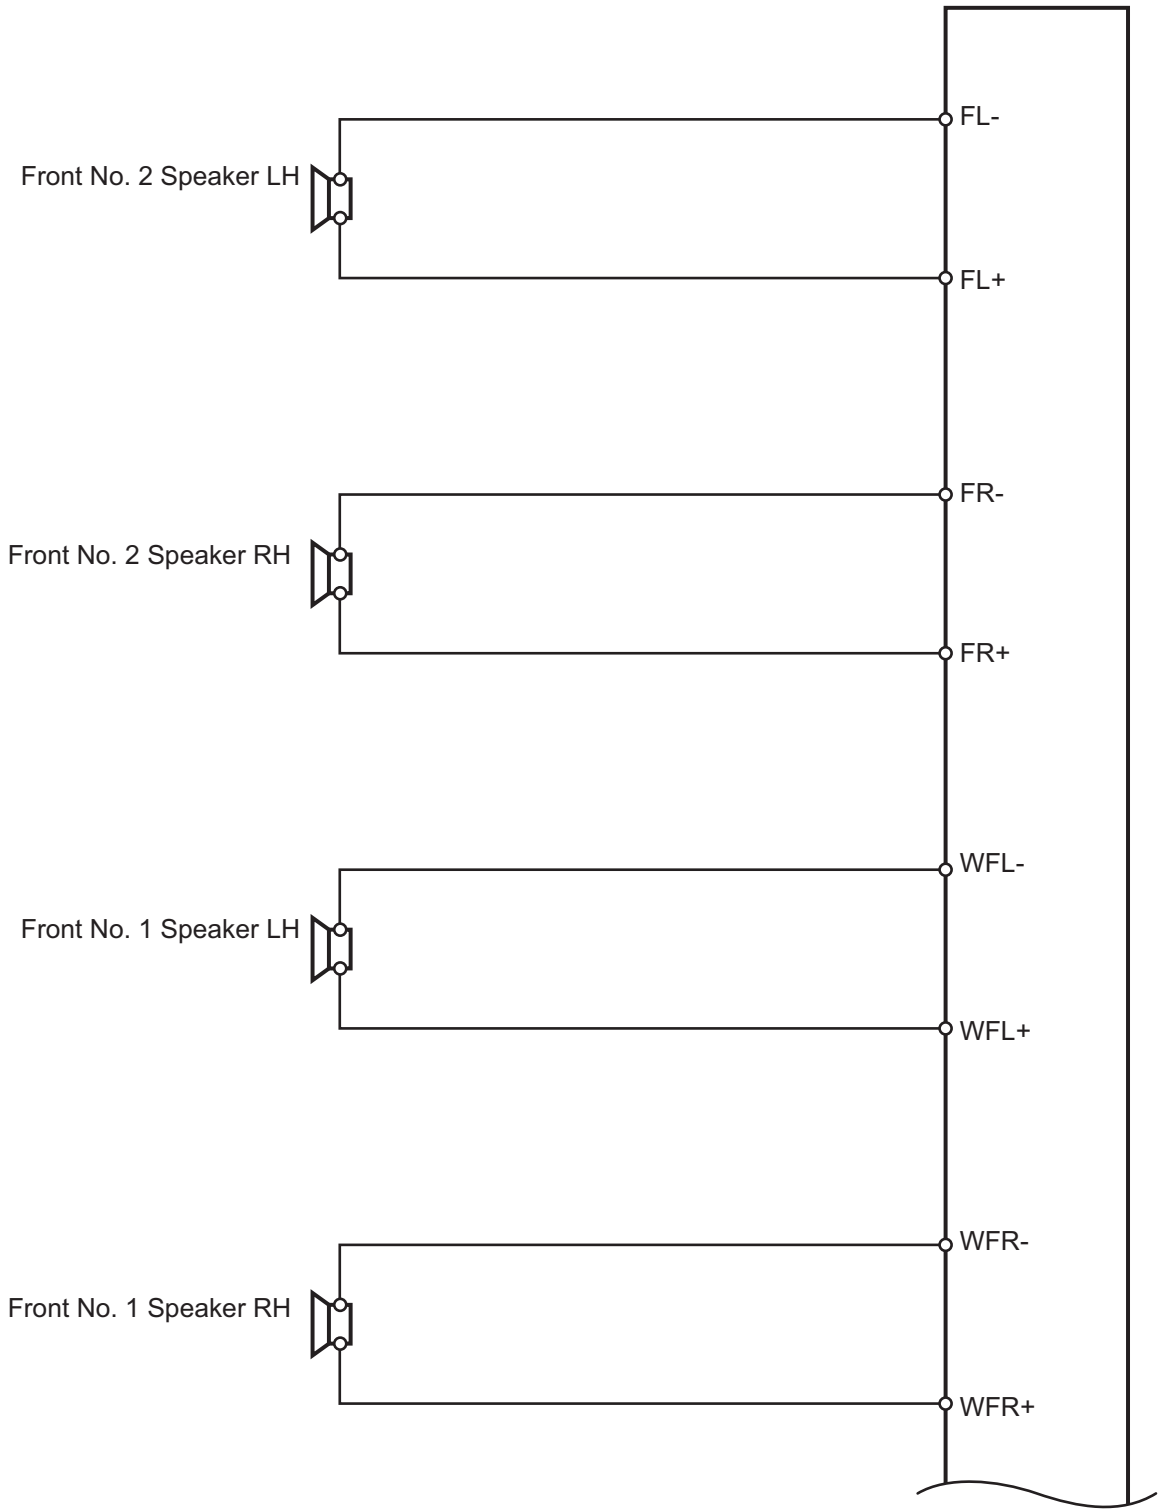 FL-
Front No. 2 Speaker LH
FL+
FR-
Front No. 2 Speaker RH
FR+
WFL-
Front No. 1 Speaker LH
WFL+
WFR-
Front No. 1 Speaker RH
WFR+